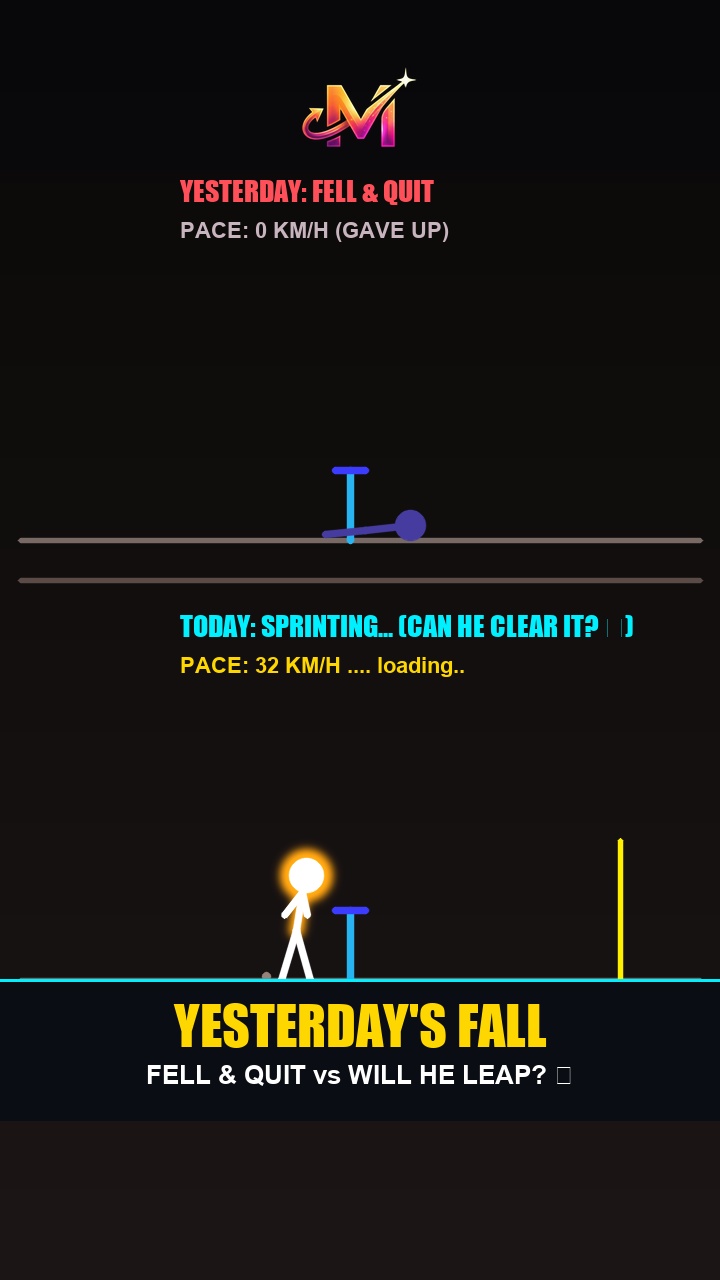 M
YESTERDAY: FELL & QUIT
PACE: 0 KM/H (GAVE UP)
TODAY: SPRINTING... (CAN HE CLEAR IT? )
PACE: 32 KM/H .... loading..
YESTERDAY'S FALL
FELL & QUIT vs WILL HE LEAP?